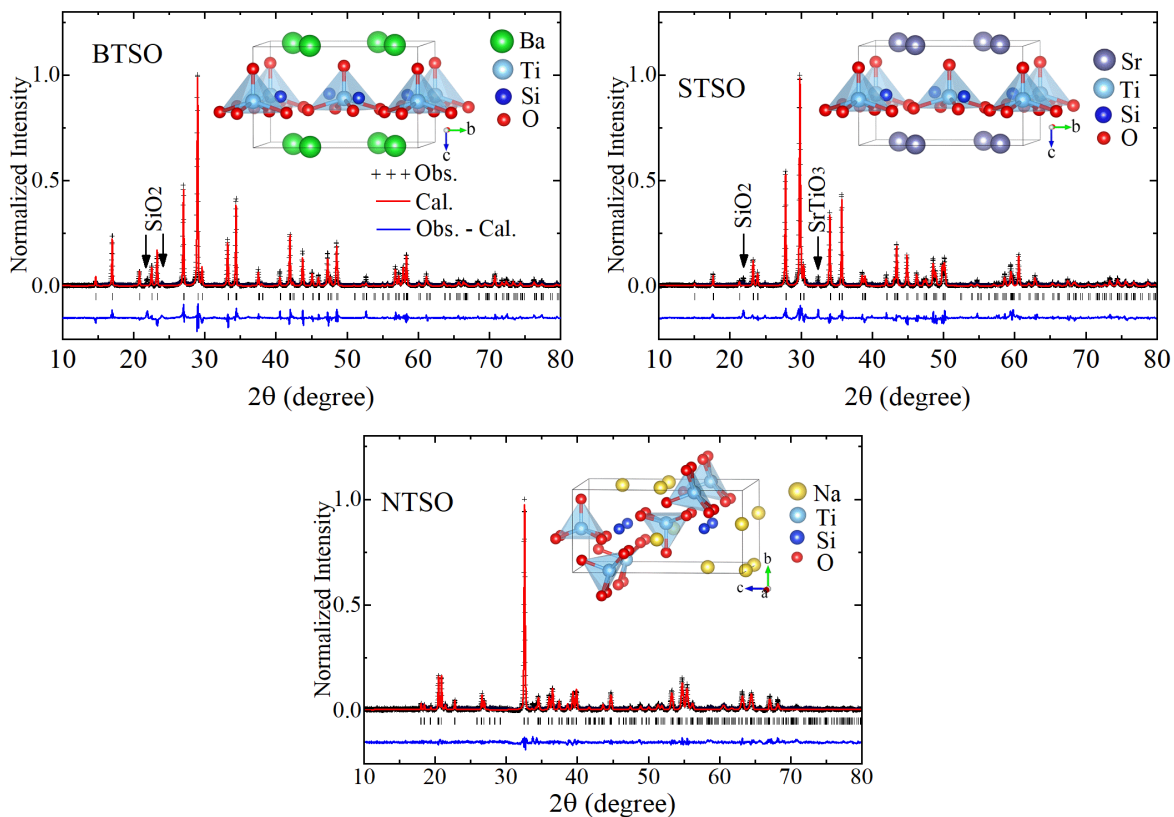 BTSO
Ba
Ti
Si
O
b
c
+++ Obs.
Cal.
Obs. - Cal.
SiO2
Normalized Intensity
1.0
0.5
0.0
10 20 30 40 50 60 70 80
2θ (degree)
STSO
Sr
Ti
Si
O
b
c
SiO2
SrTiO3
Normalized Intensity
1.0
0.5
0.0
10 20 30 40 50 60 70 80
2θ (degree)
NTSO
Na
Ti
Si
O
b
c
a
Normalized Intensity
1.0
0.5
0.0
10 20 30 40 50 60 70 80
2θ (degree)